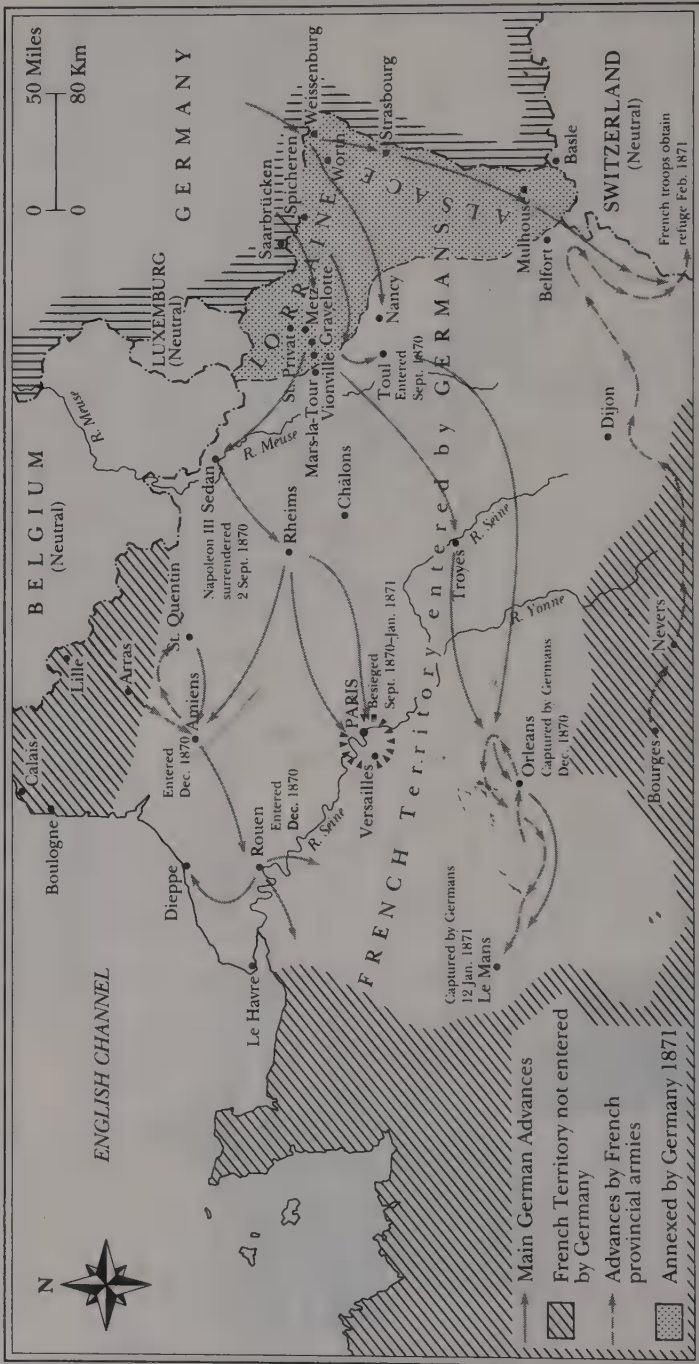 N
ENGLISH CHANNEL
BELGIUM
(Neutral)
LUXEMBURG
(Neutral)
GERMANY
0 50 Miles
0 80 Km
Calais
Boulogne
Lille
Arras
Dieppe
Le Havre
Entered
Dec. 1870
Amiens
St. Quentin
Rouen
Entered
Dec. 1870
R. Seine
Napoleon III
surrendered
2 Sept. 1870
Sedan
R. Meuse
R. Meuse
Rheims
Châlons
St. Privat
Metz
Mars-la-Tour
Vionville
Gravelotte
LORRAINE
Saarbrücken
Spicheren
Weissenburg
Wörth
Strasbourg
ALSACE
Nancy
Toul
Entered
Sept. 1870
PARIS
Besieged
Sept. 1870–Jan. 1871
Versailles
FRENCH Territory entered by GERMANS
Troyes
R. Seine
R. Yonne
Captured by Germans
12 Jan. 1871
Le Mans
Orleans
Captured by Germans
Dec. 1870
Bourges
Nevers
Dijon
Mulhouse
Belfort
Basle
SWITZERLAND
(Neutral)
French troops obtain
refuge Feb. 1871
Main German Advances
French Territory not entered
by Germany
Advances by French
provincial armies
Annexed by Germany 1871